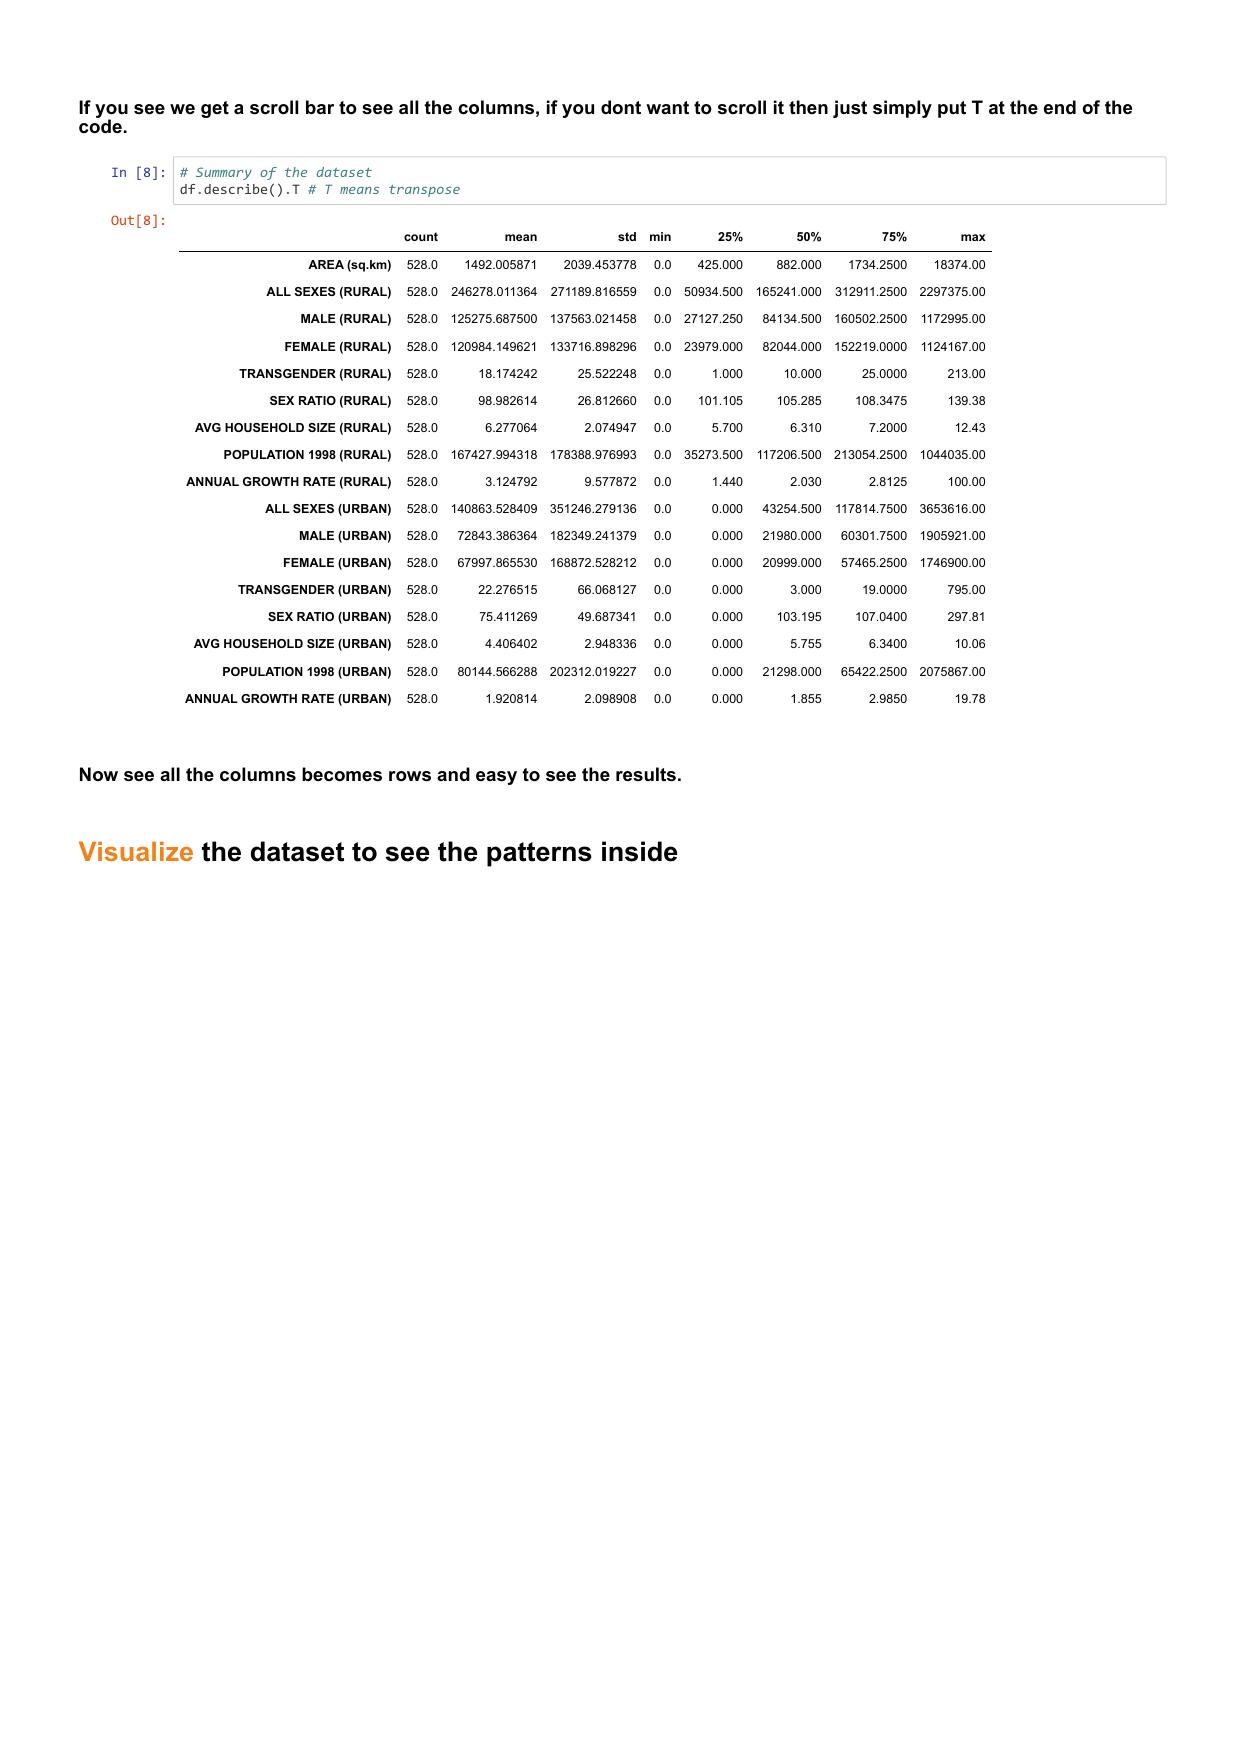 If you see we get a scroll bar to see all the columns, if you dont want to scroll it then just simply put T at the end of the
code.
In [8]: # Summary of the dataset
df.describe().T # T means transpose
Out[8]:
count mean std min 25% 50% 75% max
AREA (sq.km) 528.0 1492.005871 2039.453778 0.0 425.000 882.000 1734.2500 18374.00
ALL SEXES (RURAL) 528.0 246278.011364 271189.816559 0.0 50934.500 165241.000 312911.2500 2297375.00
MALE (RURAL) 528.0 125275.687500 137563.021458 0.0 27127.250 84134.500 160502.2500 1172995.00
FEMALE (RURAL) 528.0 120984.149621 133716.898296 0.0 23979.000 82044.000 152219.0000 1124167.00
TRANSGENDER (RURAL) 528.0 18.174242 25.522248 0.0 1.000 10.000 25.0000 213.00
SEX RATIO (RURAL) 528.0 98.982614 26.812660 0.0 101.105 105.285 108.3475 139.38
AVG HOUSEHOLD SIZE (RURAL) 528.0 6.277064 2.074947 0.0 5.700 6.310 7.2000 12.43
POPULATION 1998 (RURAL) 528.0 167427.994318 178388.976993 0.0 35273.500 117206.500 213054.2500 1044035.00
ANNUAL GROWTH RATE (RURAL) 528.0 3.124792 9.577872 0.0 1.440 2.030 2.8125 100.00
ALL SEXES (URBAN) 528.0 140863.528409 351246.279136 0.0 0.000 43254.500 117814.7500 3653616.00
MALE (URBAN) 528.0 72843.386364 182349.241379 0.0 0.000 21980.000 60301.7500 1905921.00
FEMALE (URBAN) 528.0 67997.865530 168872.528212 0.0 0.000 20999.000 57465.2500 1746900.00
TRANSGENDER (URBAN) 528.0 22.276515 66.068127 0.0 0.000 3.000 19.0000 795.00
SEX RATIO (URBAN) 528.0 75.411269 49.687341 0.0 0.000 103.195 107.0400 297.81
AVG HOUSEHOLD SIZE (URBAN) 528.0 4.406402 2.948336 0.0 0.000 5.755 6.3400 10.06
POPULATION 1998 (URBAN) 528.0 80144.566288 202312.019227 0.0 0.000 21298.000 65422.2500 2075867.00
ANNUAL GROWTH RATE (URBAN) 528.0 1.920814 2.098908 0.0 0.000 1.855 2.9850 19.78
Now see all the columns becomes rows and easy to see the results.
Visualize the dataset to see the patterns inside